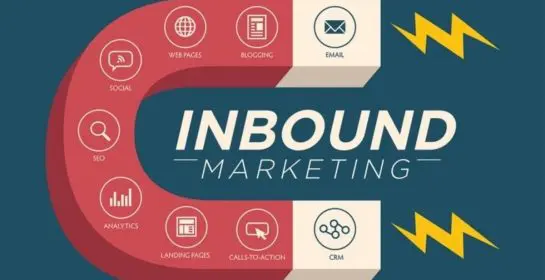 WEB PAGES
BLOGGING
EMAIL
SOCIAL
SEO
INBOUND
MARKETING
ANALYTICS
LANDING PAGES
CALLS-TO-ACTION
CRM